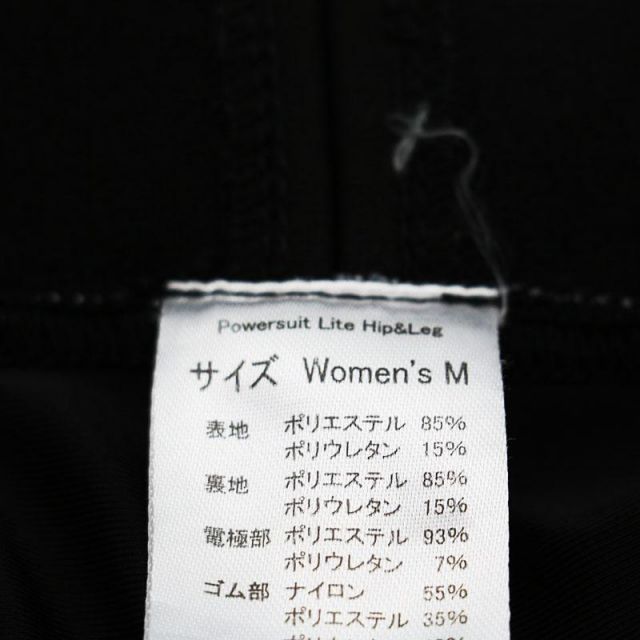 Powersuit Lite Hip&Leg
サイズ Women's M
表地 ポリエステル 85%
ポリウレタン 15%
裏地 ポリエステル 85%
ポリウレタン 15%
電極部 ポリエステル 93%
ポリウレタン 7%
ゴム部 ナイロン 55%
ポリエステル 35%